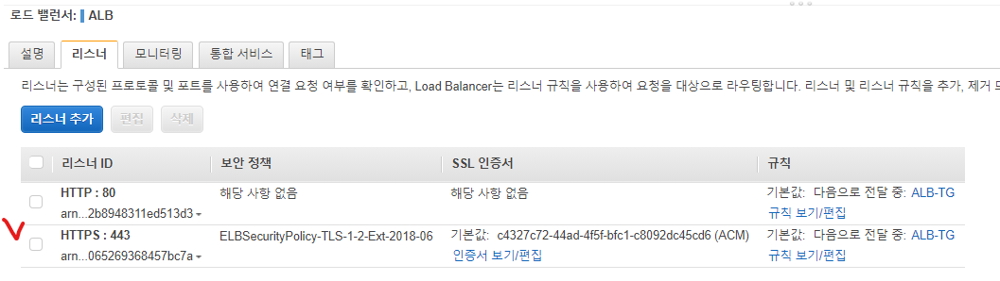 로드 밸런서: ALB
설명 리스너 모니터링 통합 서비스 태그
리스너는 구성된 프로토콜 및 포트를 사용하여 연결 요청 여부를 확인하고, Load Balancer는 리스너 규칙을 사용하여 요청을 대상으로 라우팅합니다. 리스너 및 리스너 규칙을 추가, 제거 또
리스너 추가 편집 삭제
리스너 ID 보안 정책 SSL 인증서 규칙
HTTP : 80 해당 사항 없음 해당 사항 없음 기본값: 다음으로 전달 중: ALB-TG
arn...2b8948311ed513d3 규칙 보기/편집
HTTPS : 443 ELBSecurityPolicy-TLS-1-2-Ext-2018-06 기본값: c4327c72-44ad-4f5f-bfc1-c8092dc45cd6 (ACM) 기본값: 다음으로 전달 중: ALB-TG
arn...065269368457bc7a 인증서 보기/편집 규칙 보기/편집